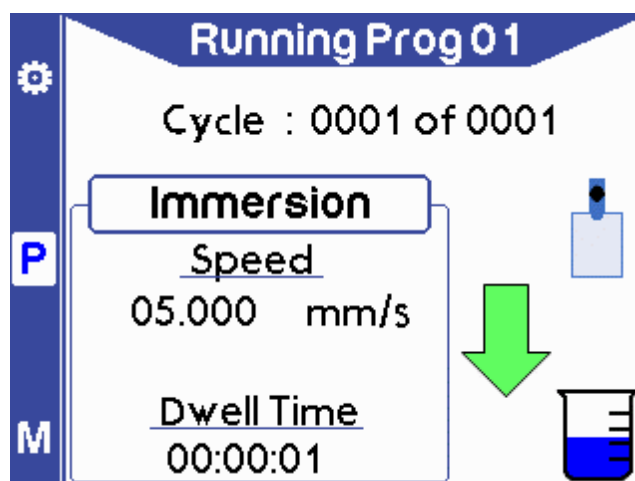 Running Prog 01
Cycle : 0001 of 0001
Immersion
P
Speed
05.000 mm/s
Dwell Time
M
00:00:01